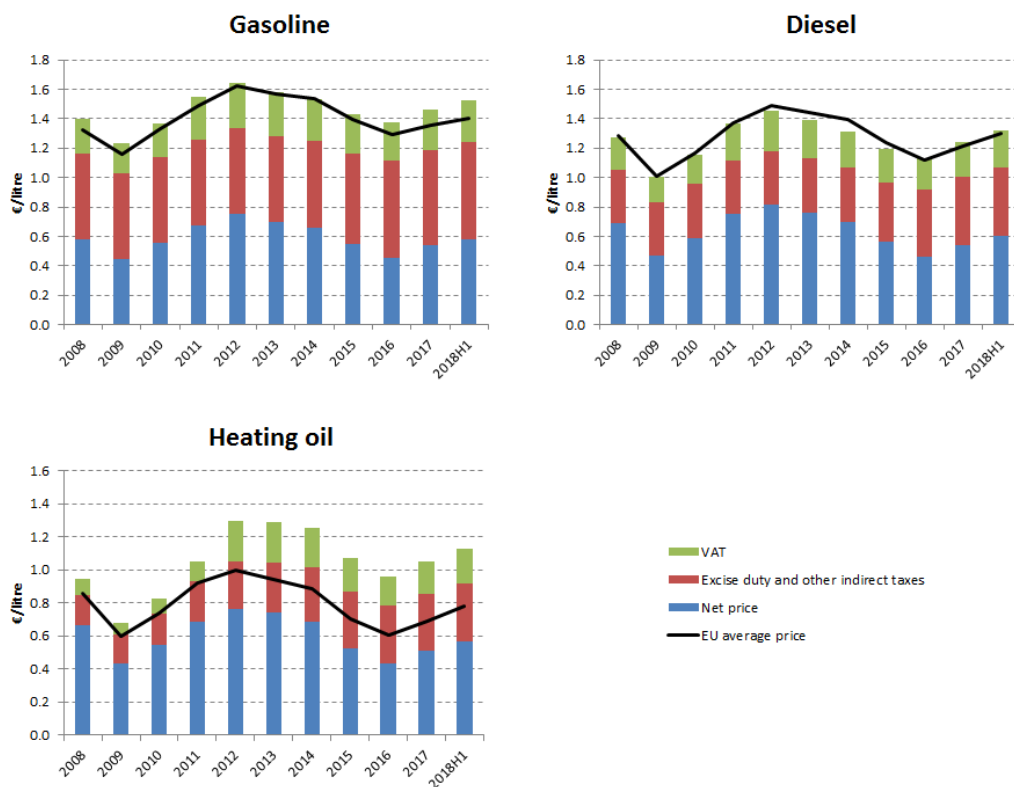 Gasoline
€/litre
1.8
1.6
1.4
1.2
1.0
0.8
0.6
0.4
0.2
0.0
2008 2009 2010 2011 2012 2013 2014 2015 2016 2017 2018H1
Diesel
€/litre
1.8
1.6
1.4
1.2
1.0
0.8
0.6
0.4
0.2
0.0
2008 2009 2010 2011 2012 2013 2014 2015 2016 2017 2018H1
Heating oil
€/litre
1.6
1.4
1.2
1.0
0.8
0.6
0.4
0.2
0.0
2008 2009 2010 2011 2012 2013 2014 2015 2016 2017 2018H1
VAT
Excise duty and other indirect taxes
Net price
EU average price